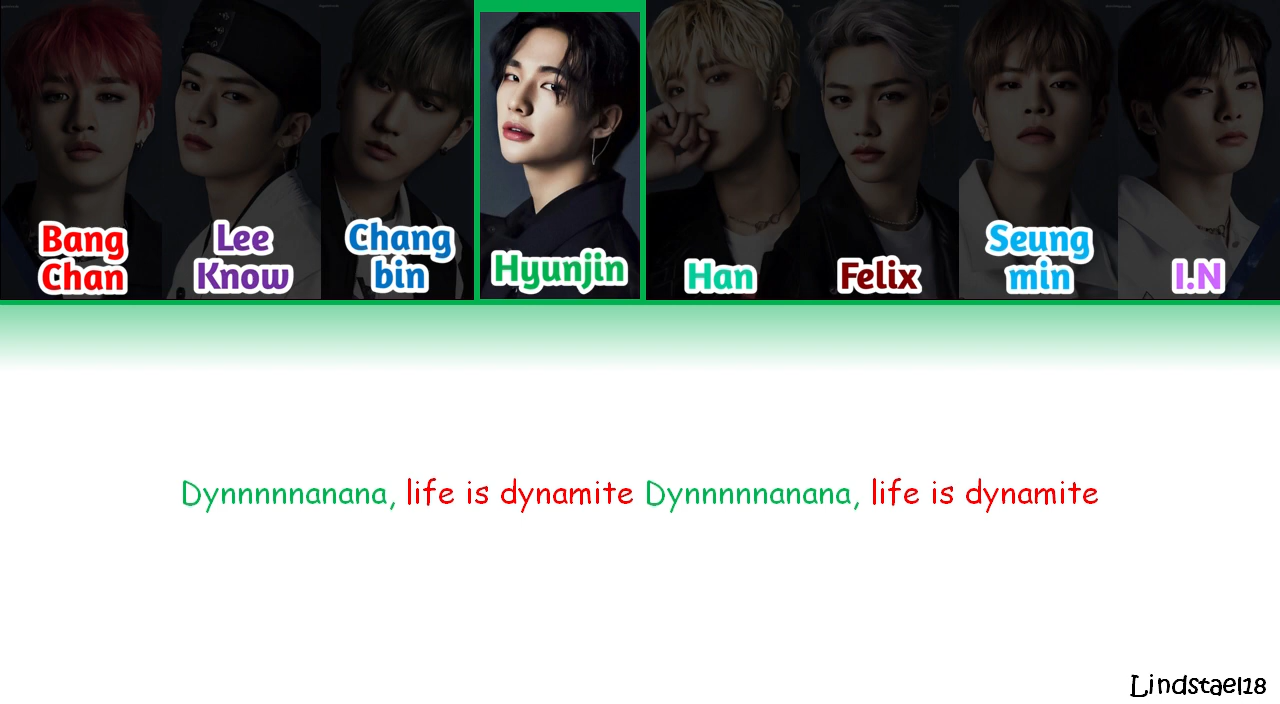 Bang
Chan
Lee
Know
Chang
bin
Hyunjin
Han
Felix
Seung
min
I.N
Dynnnnnanana, life is dynamite Dynnnnnanana, life is dynamite
Lindstael18